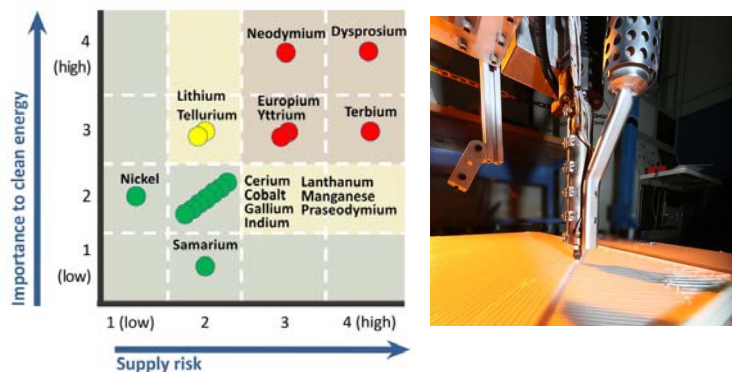 Importance to clean energy
4
(high)
3
2
1
(low)
Neodymium Dysprosium
Lithium
Tellurium
Europium
Yttrium
Terbium
Nickel
Cerium Lanthanum
Cobalt Manganese
Gallium Praseodymium
Indium
Samarium
1 (low) 2 3 4 (high)
Supply risk